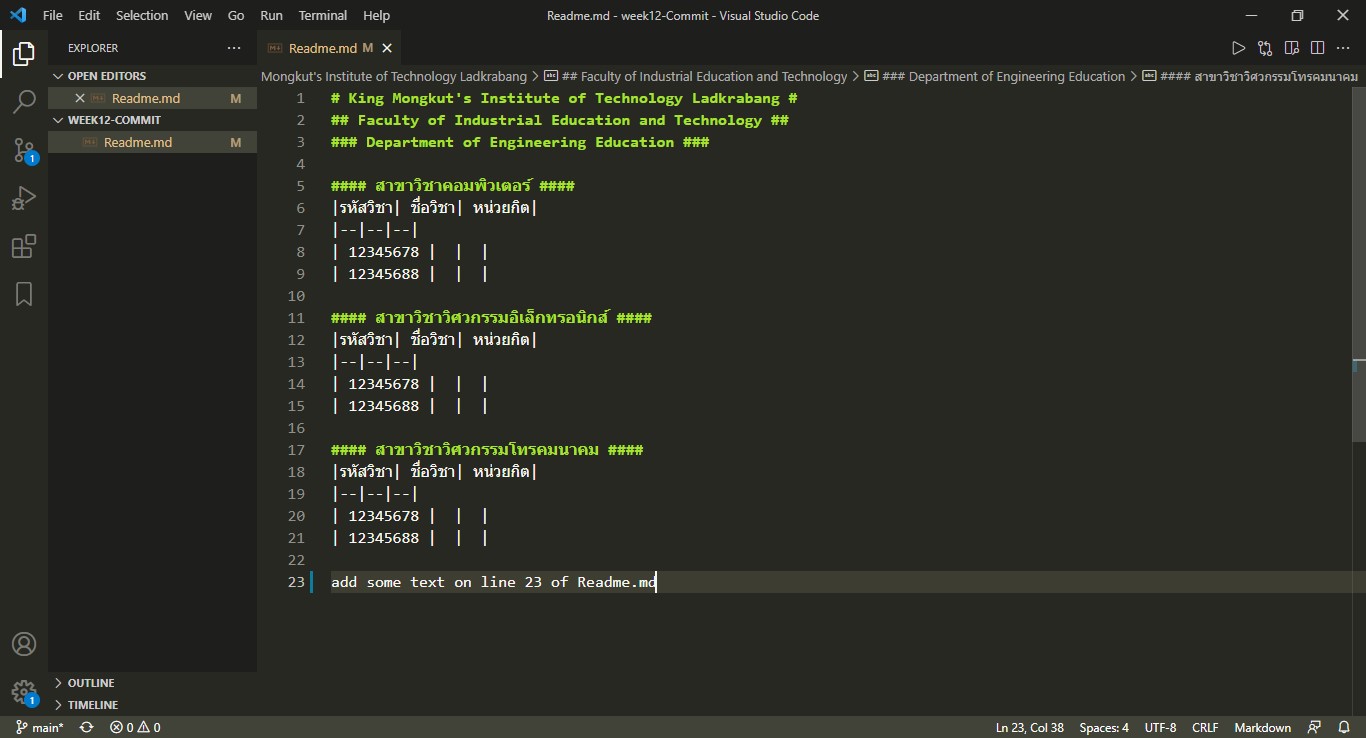 File Edit Selection View Go Run Terminal Help Readme.md - week12-Commit - Visual Studio Code
EXPLORER ...
Readme.md M
OPEN EDITORS
Readme.md M
WEEK12-COMMIT
Readme.md M
1
1
OUTLINE
TIMELINE
Mongkut's Institute of Technology Ladkrabang > ## Faculty of Industrial Education and Technology > ### Department of Engineering Education > #### สาขาวิชาวิศวกรรมโทรคมนาคม
1 # King Mongkut's Institute of Technology Ladkrabang #
2 ## Faculty of Industrial Education and Technology ##
3 ### Department of Engineering Education ###
4
5 #### สาขาวิชาคอมพิวเตอร์ ####
6 |รหัสวิชา| ชื่อวิชา| หน่วยกิต|
7 |--|--|--|
8 | 12345678 | | |
9 | 12345688 | | |
10
11 #### สาขาวิชาวิศวกรรมอิเล็กทรอนิกส์ ####
12 |รหัสวิชา| ชื่อวิชา| หน่วยกิต|
13 |--|--|--|
14 | 12345678 | | |
15 | 12345688 | | |
16
17 #### สาขาวิชาวิศวกรรมโทรคมนาคม ####
18 |รหัสวิชา| ชื่อวิชา| หน่วยกิต|
19 |--|--|--|
20 | 12345678 | | |
21 | 12345688 | | |
22
23 add some text on line 23 of Readme.md
main* 0 0 Ln 23, Col 38 Spaces: 4 UTF-8 CRLF Markdown